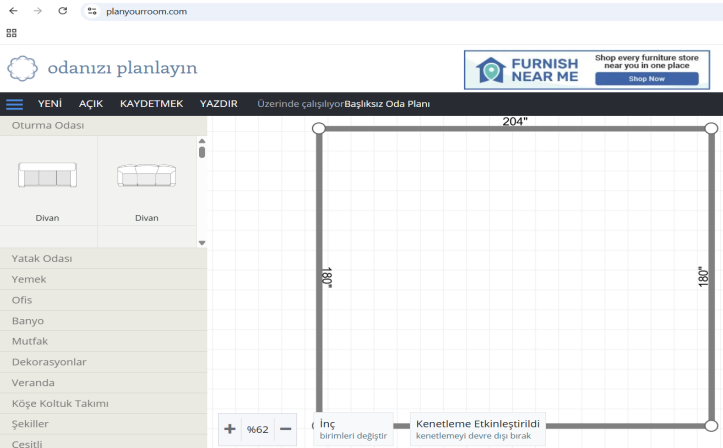 planyourroom.com
odanızı planlayın
FURNISH
NEAR ME
Shop every furniture store
near you in one place
Shop Now
YENİ AÇIK KAYDETMEK YAZDIR Üzerinde çalışılıyorBaşlıksız Oda Planı
Oturma Odası
204"
Divan Divan
180"
180"
Yatak Odası
Yemek
Ofis
Banyo
Mutfak
Dekorasyonlar
Veranda
Köşe Koltuk Takımı
Şekiller
Çeşitli
%62
İnç
birimleri değiştir
Kenetleme Etkinleştirildi
kenetlemeyi devre dışı bırak